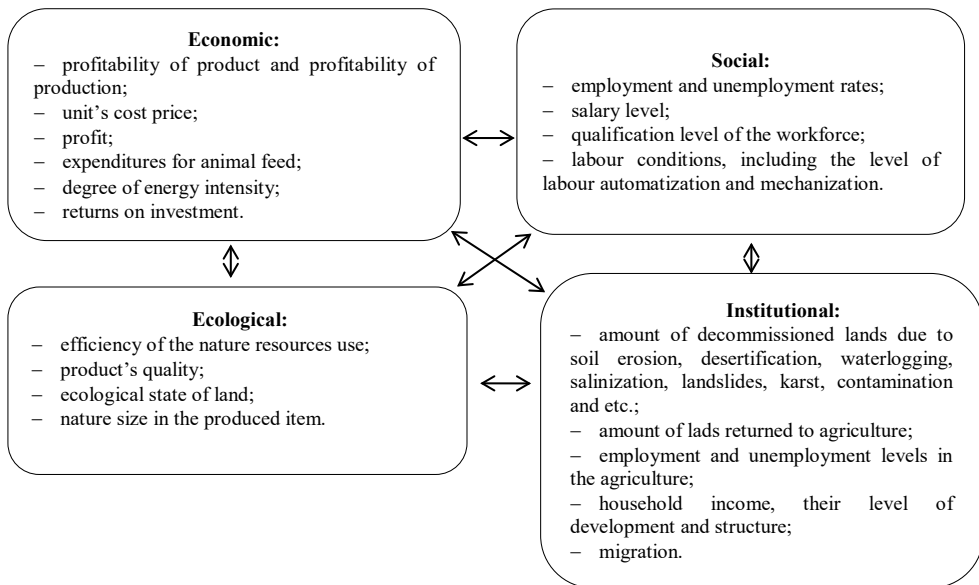 Economic:
– profitability of product and profitability of
production;
– unit's cost price;
– profit;
– expenditures for animal feed;
– degree of energy intensity;
– returns on investment.
Social:
– employment and unemployment rates;
– salary level;
– qualification level of the workforce;
– labour conditions, including the level of
labour automatization and mechanization.
Ecological:
– efficiency of the nature resources use;
– product's quality;
– ecological state of land;
– nature size in the produced item.
Institutional:
– amount of decommissioned lands due to
soil erosion, desertification, waterlogging,
salinization, landslides, karst, contamination
and etc.;
– amount of lads returned to agriculture;
– employment and unemployment levels in
the agriculture;
– household income, their level of
development and structure;
– migration.